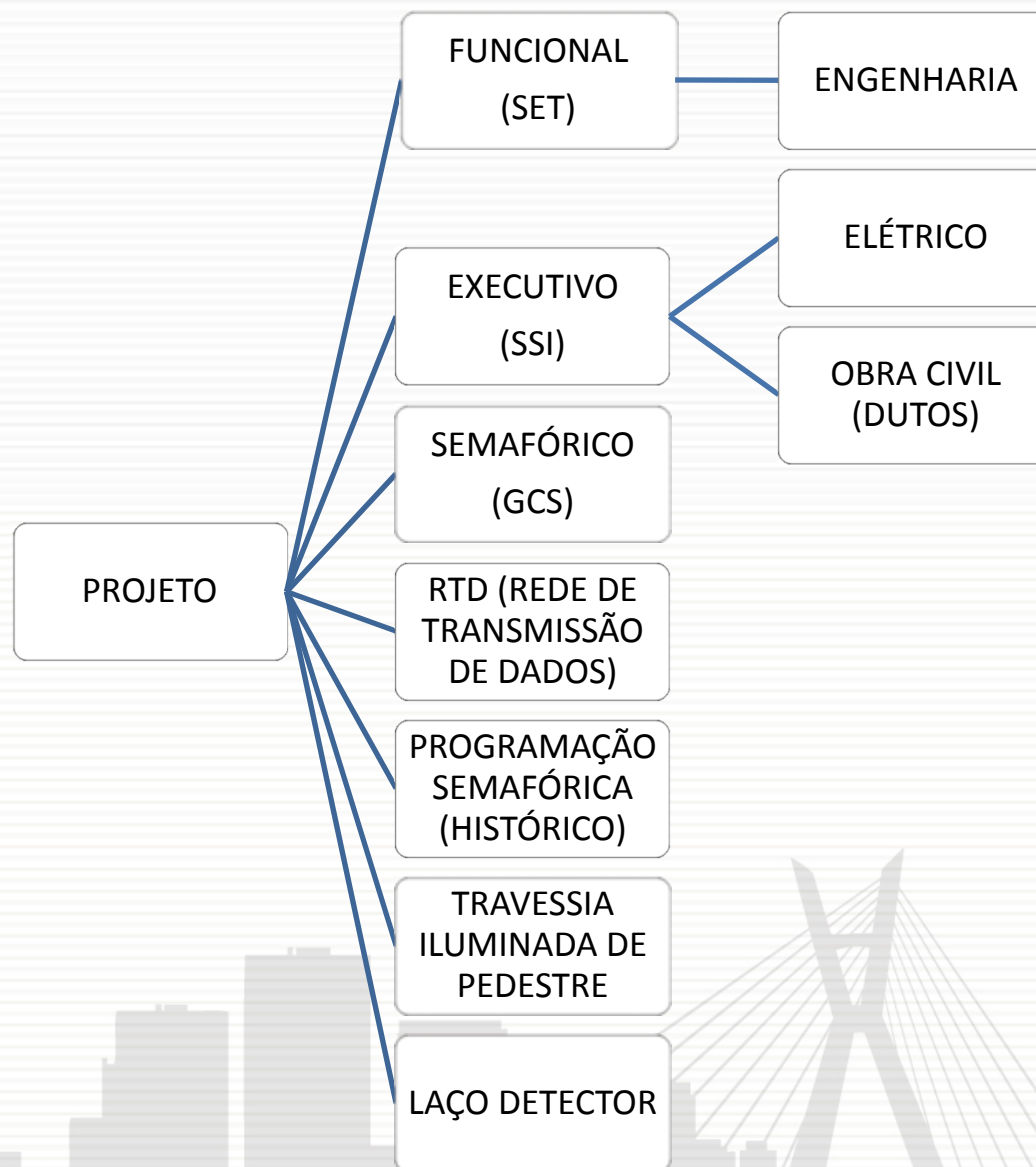 FUNCIONAL
(SET)
ENGENHARIA
ELÉTRICO
EXECUTIVO
(SSI)
OBRA CIVIL
(DUTOS)
SEMAFÓRICO
(GCS)
PROJETO
RTD (REDE DE
TRANSMISSÃO
DE DADOS)
PROGRAMAÇÃO
SEMAFÓRICA
(HISTÓRICO)
TRAVESSIA
ILUMINADA DE
PEDESTRE
LAÇO DETECTOR